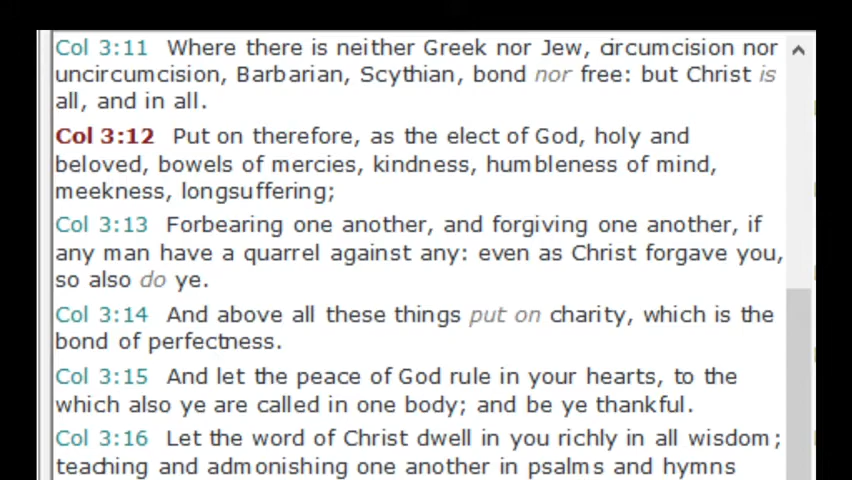 Col 3:11 Where there is neither Greek nor Jew, circumcision nor
uncircumcision, Barbarian, Scythian, bond nor free: but Christ is
all, and in all.
Col 3:12 Put on therefore, as the elect of God, holy and
beloved, bowels of mercies, kindness, humbleness of mind,
meekness, longsuffering;
Col 3:13 Forbearing one another, and forgiving one another, if
any man have a quarrel against any: even as Christ forgave you,
so also do ye.
Col 3:14 And above all these things put on charity, which is the
bond of perfectness.
Col 3:15 And let the peace of God rule in your hearts, to the
which also ye are called in one body; and be ye thankful.
Col 3:16 Let the word of Christ dwell in you richly in all wisdom;
teaching and admonishing one another in psalms and hymns